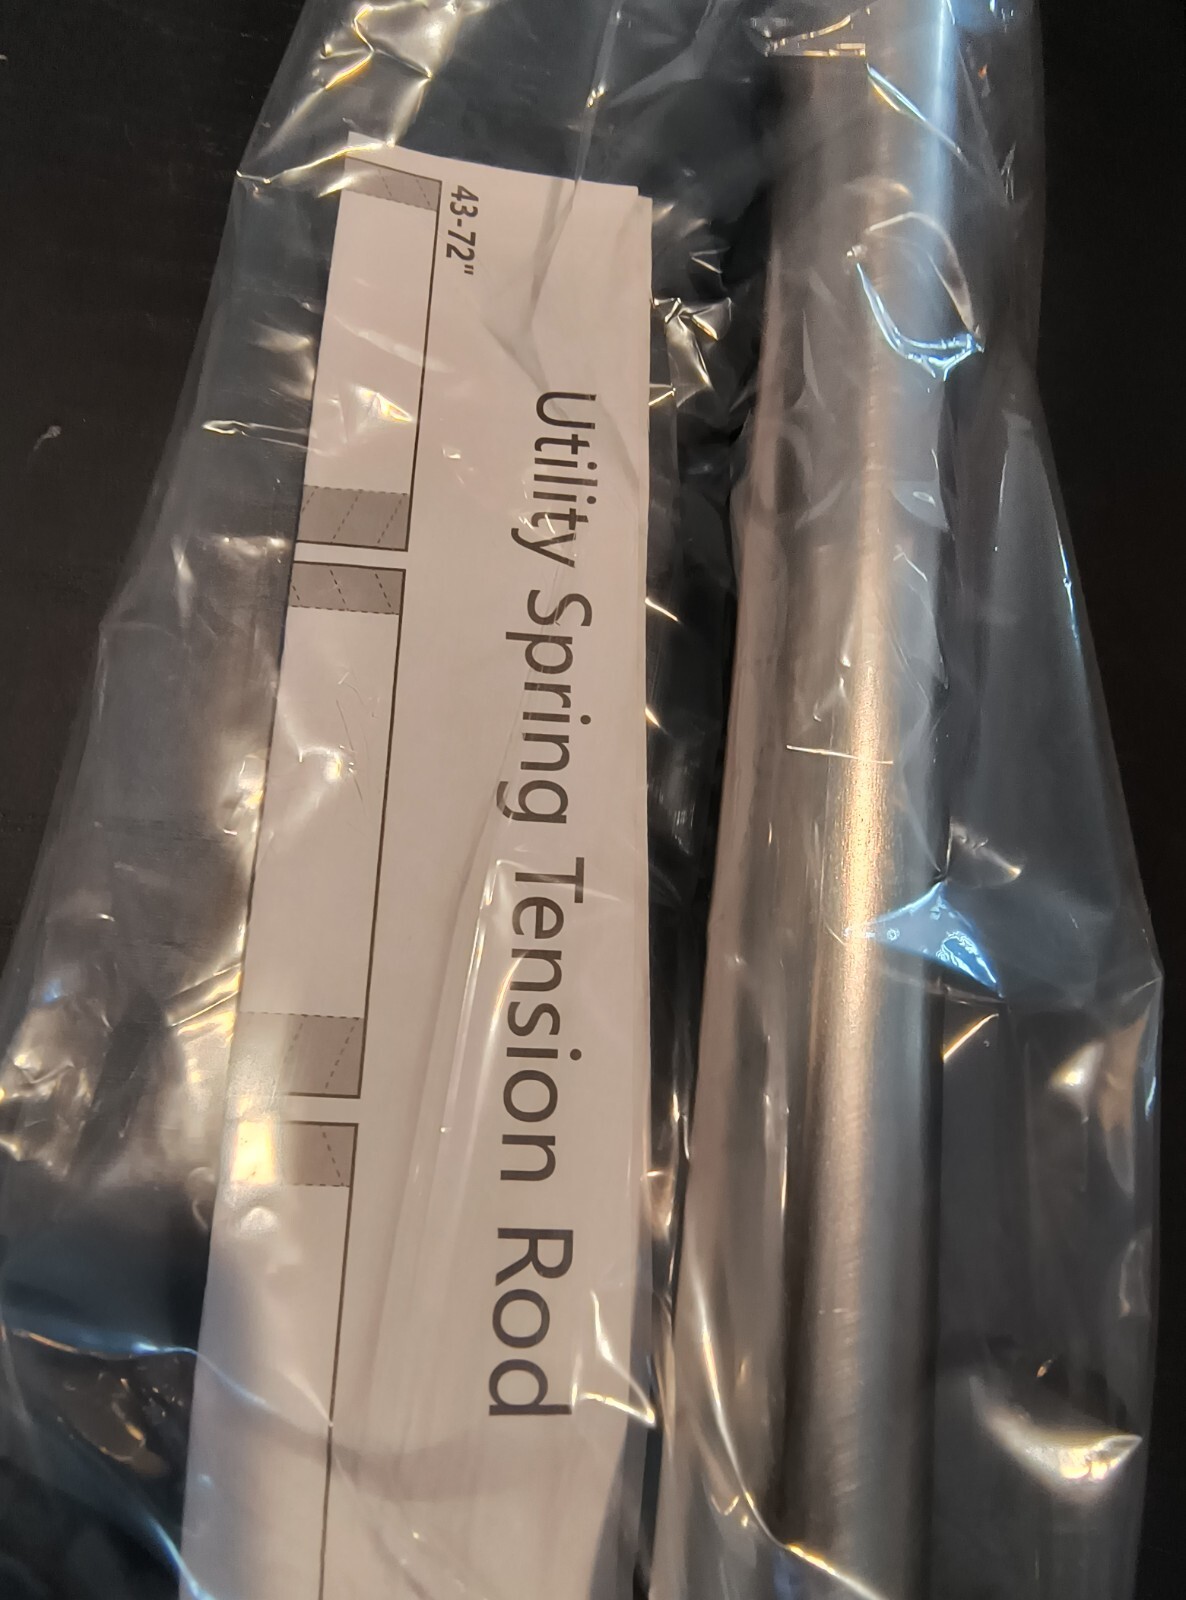 Utility Spring Tension Rod
43-72"